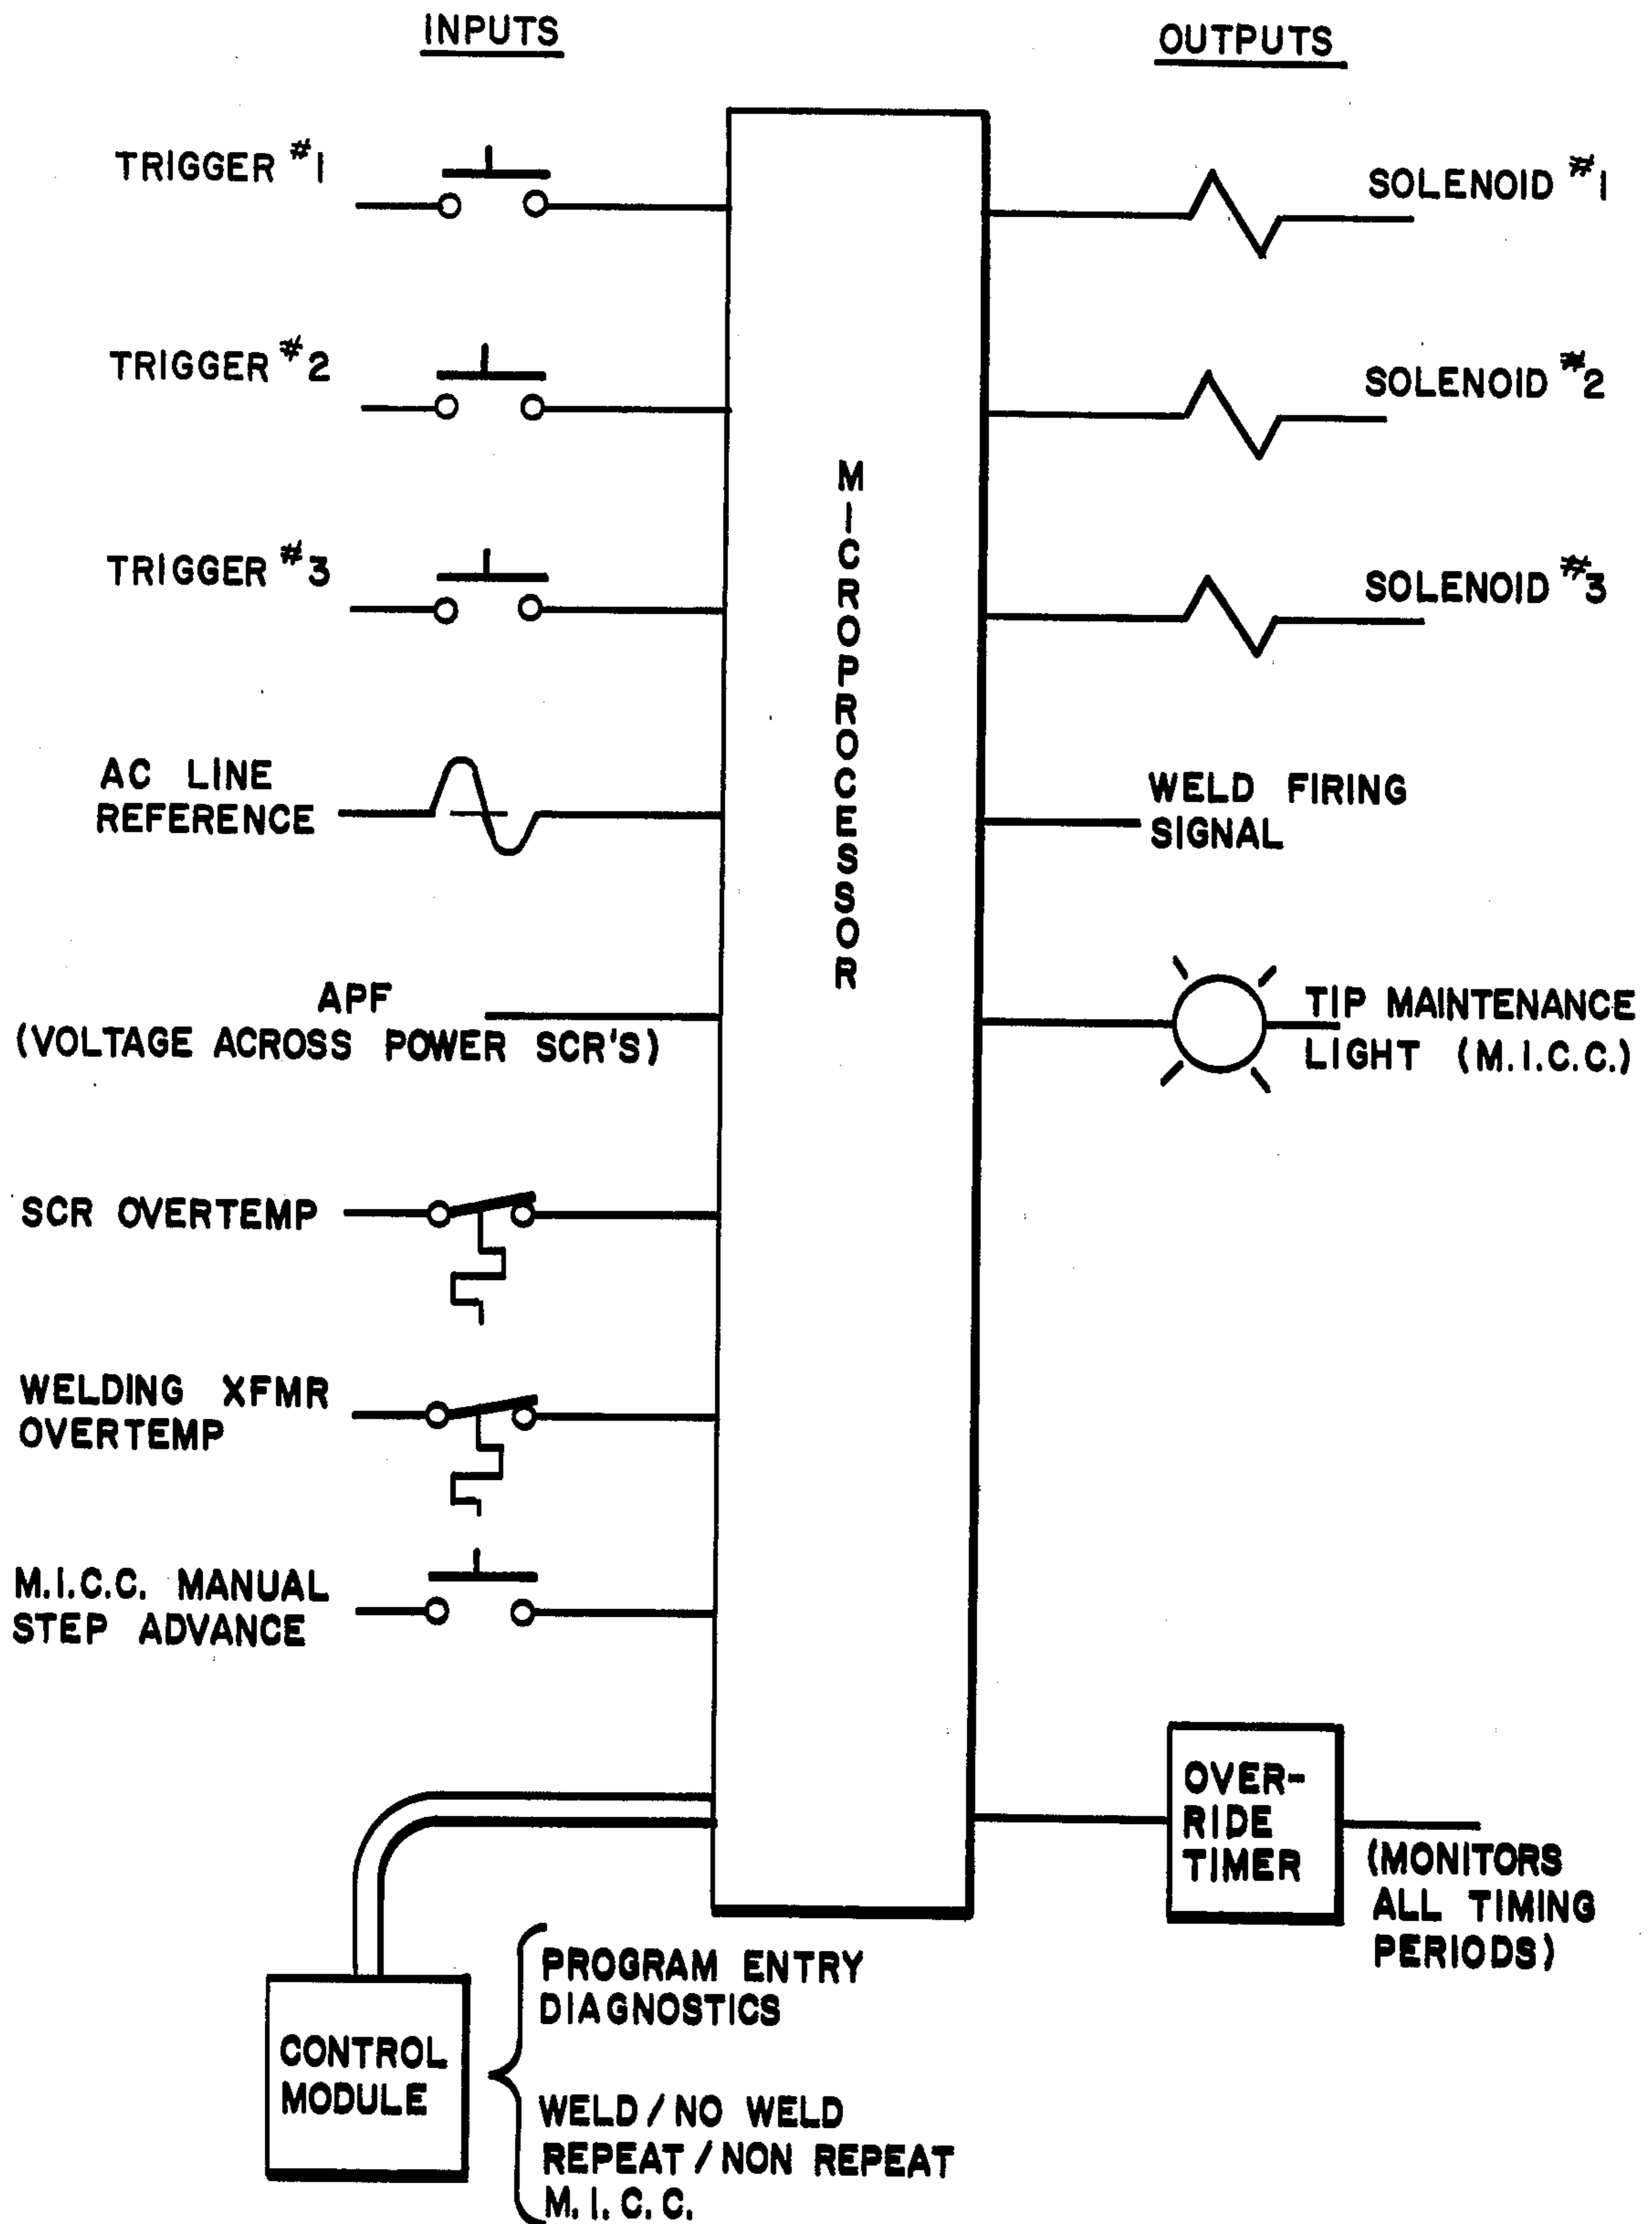 INPUTS
OUTPUTS
TRIGGER #1
SOLENOID #1
TRIGGER #2
SOLENOID #2
TRIGGER #3
SOLENOID #3
MICROPROCESSOR
AC LINE
REFERENCE
WELD FIRING
SIGNAL
APF
(VOLTAGE ACROSS POWER SCR'S)
TIP MAINTENANCE
LIGHT (M.I.C.C.)
SCR OVERTEMP
WELDING XFMR
OVERTEMP
M.I.C.C. MANUAL
STEP ADVANCE
OVER-
RIDE
TIMER
(MONITORS
ALL TIMING
PERIODS)
CONTROL
MODULE
PROGRAM ENTRY
DIAGNOSTICS
WELD/NO WELD
REPEAT/NON REPEAT
M.I.C.C.